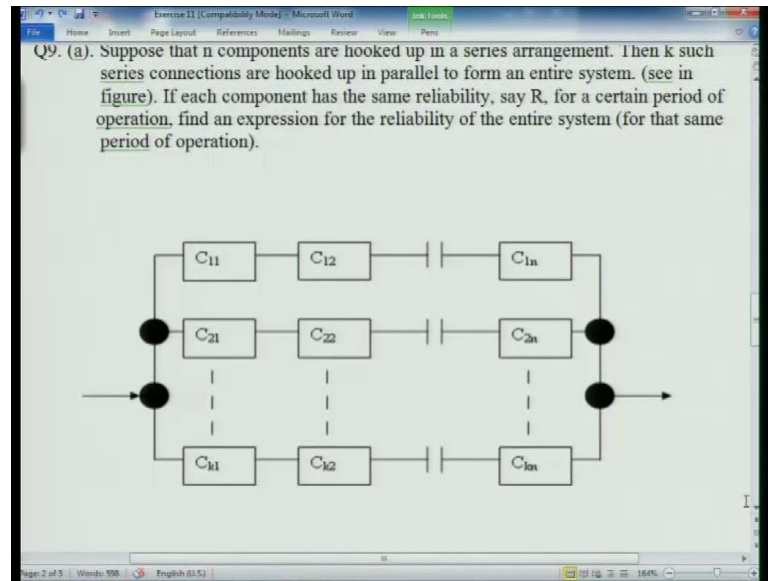 Exercise 11 [Compatibility Mode] - Microsoft Word
Ink Tools
File Home Insert Page Layout References Mailings Review View Pens
Q9. (a). Suppose that n components are hooked up in a series arrangement. Then k such
series connections are hooked up in parallel to form an entire system. (see in
figure). If each component has the same reliability, say R, for a certain period of
operation, find an expression for the reliability of the entire system (for that same
period of operation).
C11 C12 C1n
C21 C22 C2n
Ck1 Ck2 Ckn
Page: 2 of 3 Words: 598 English (U.S.) 164%